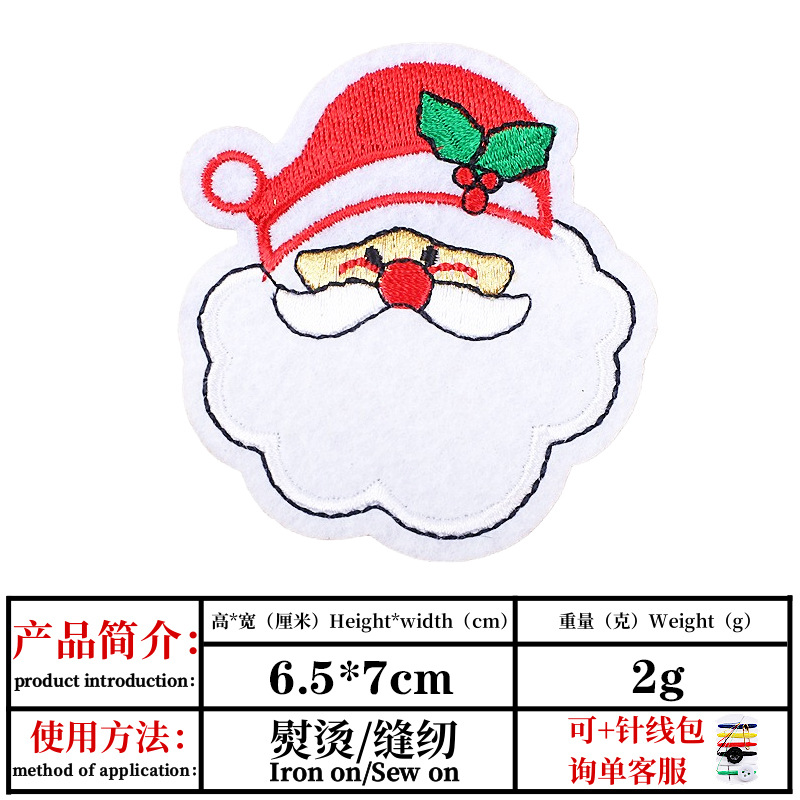 产品简介：
product introduction：
高*宽（厘米）Height*width（cm）
重量（克）Weight（g）
6.5*7cm
2g
使用方法：
method of application：
熨烫/缝纫
Iron on/Sew on
可+针线包
询单客服